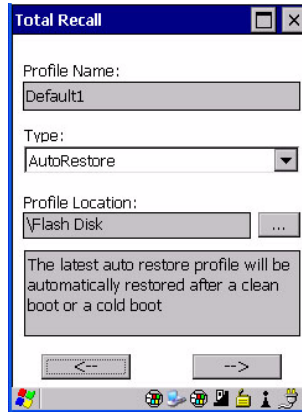 Total Recall
Profile Name:
Default1
Type:
AutoRestore
Profile Location:
\Flash Disk
...
The latest auto restore profile will be
automatically restored after a clean
boot or a cold boot
<--
-->